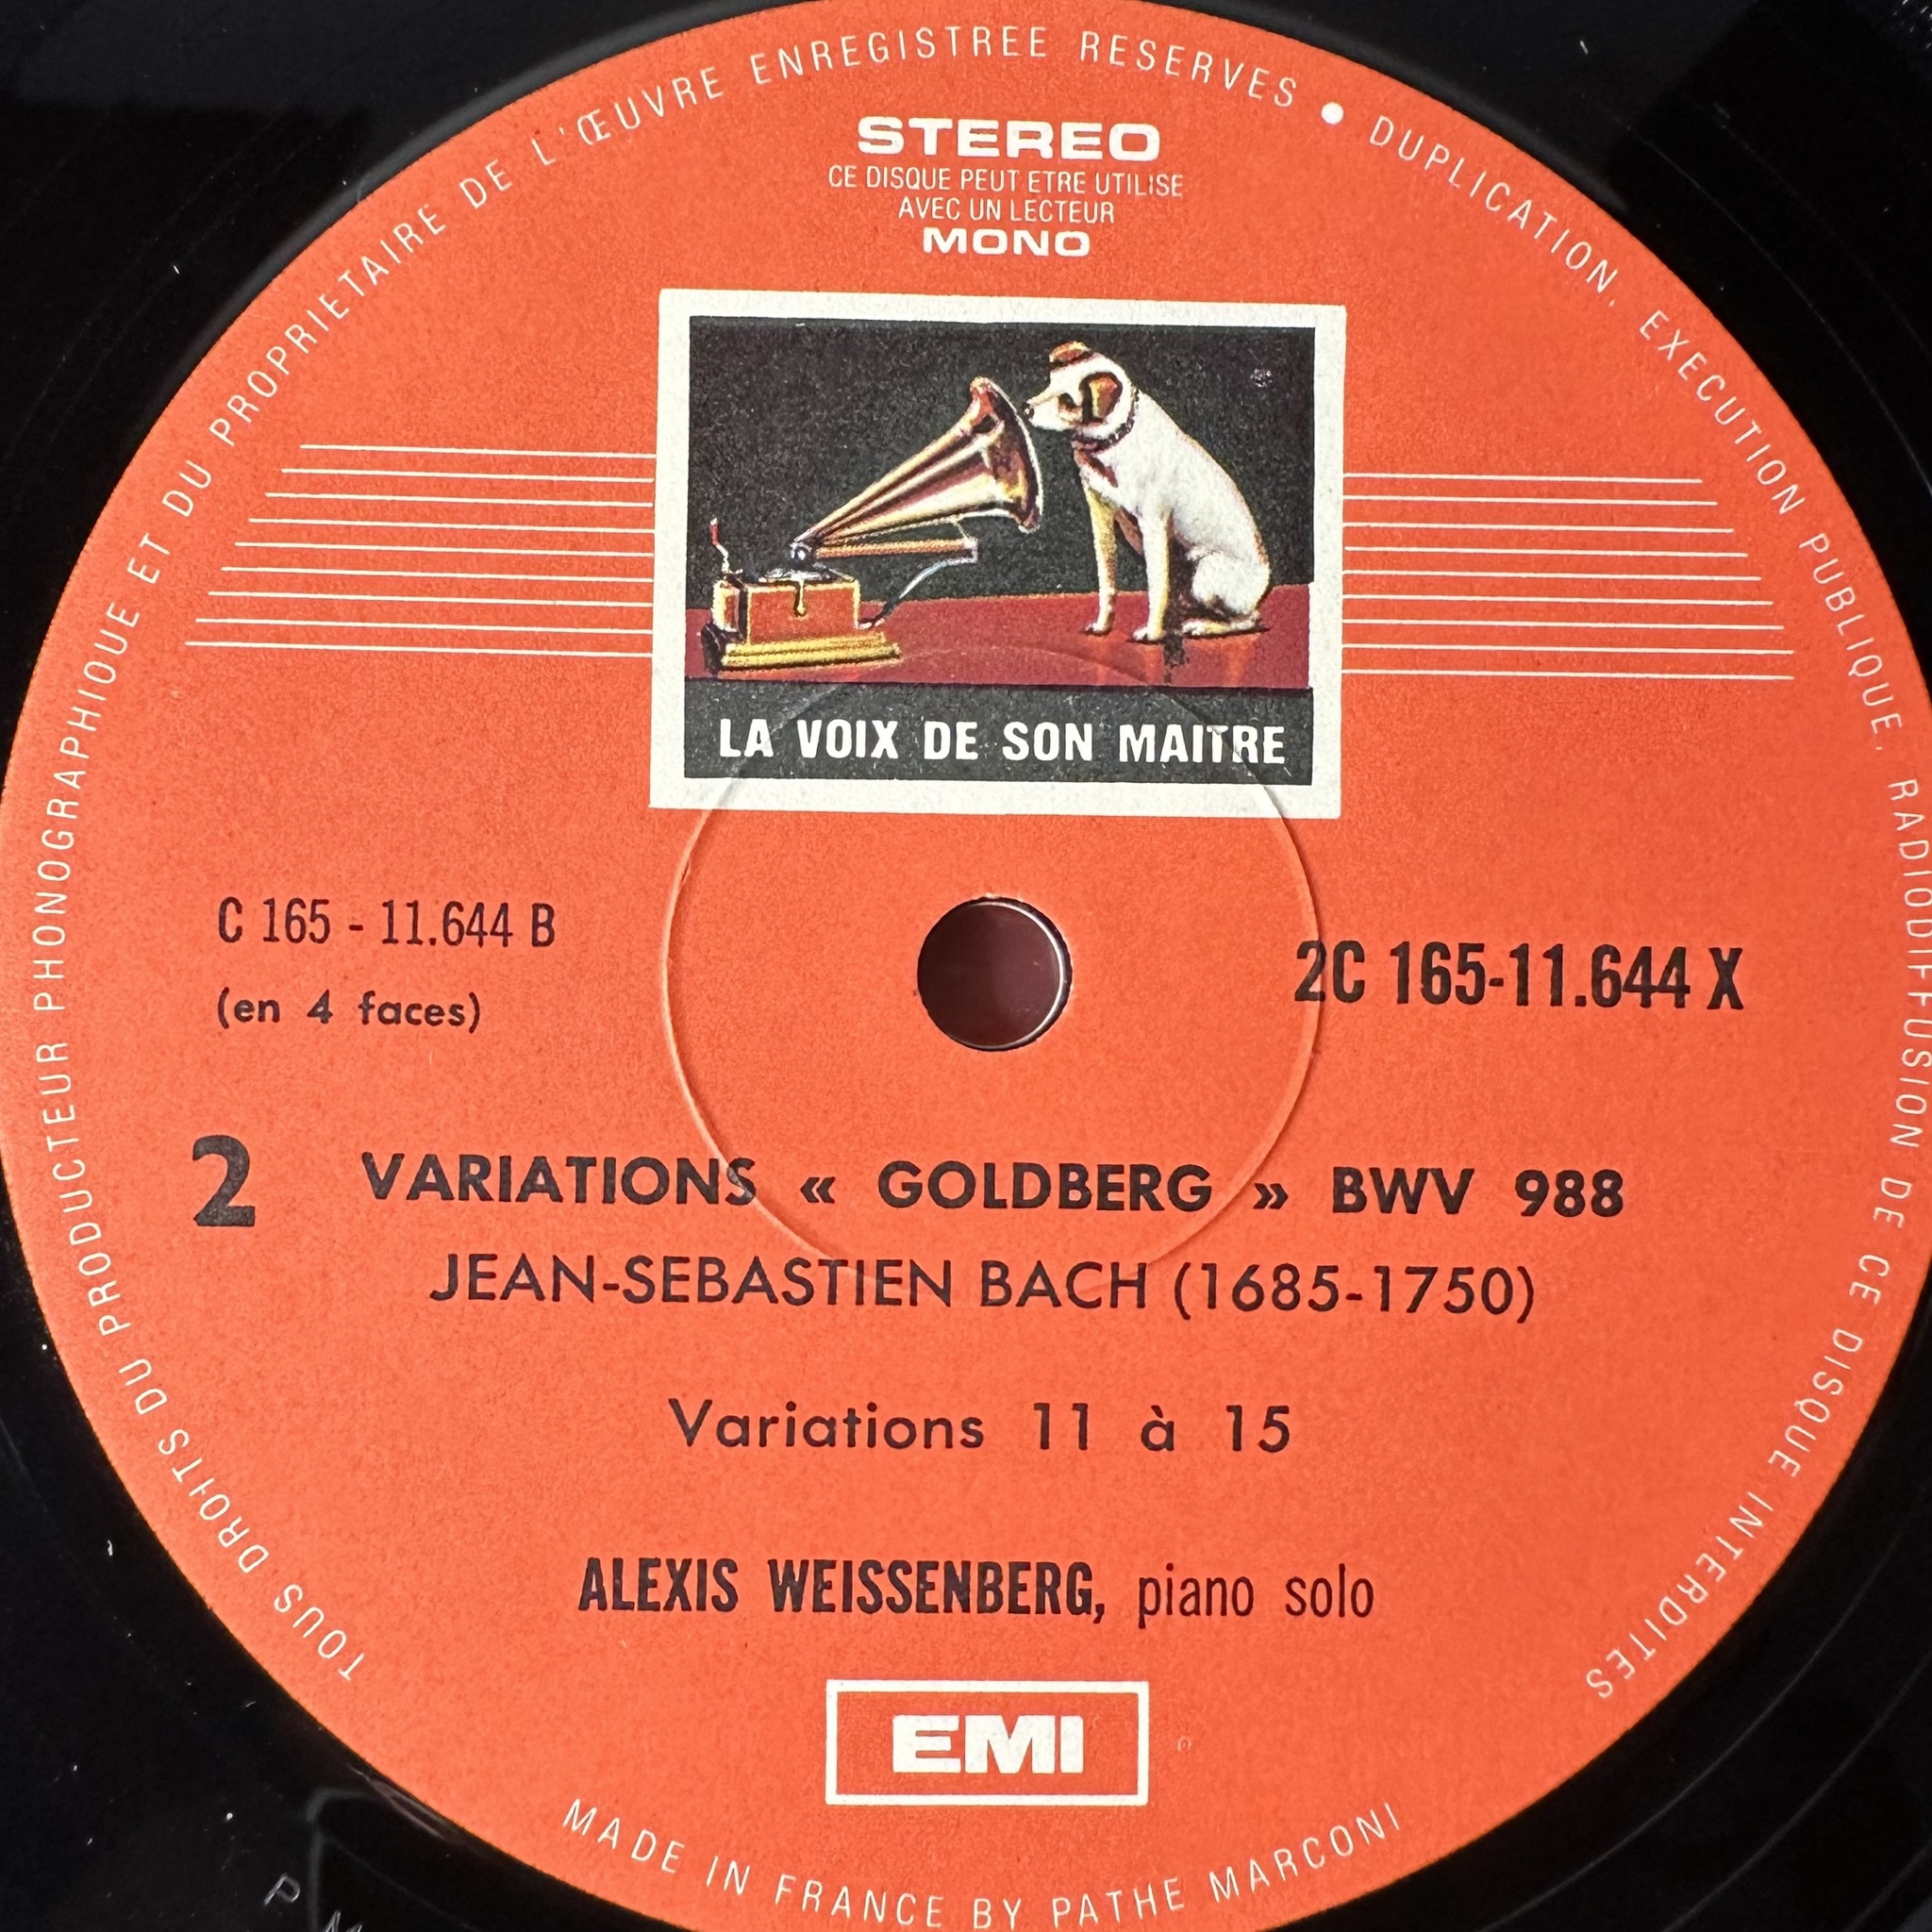 TOUS DROITS DU PRODUCTEUR PHONOGRAPHIQUE ET DU PROPRIETAIRE DE L'ŒUVRE ENREGISTREE RESERVES • DUPLICATION, EXECUTION PUBLIQUE, RADIODIFFUSION DE CE DISQUE INTERDITES
STEREO
CE DISQUE PEUT ETRE UTILISE
AVEC UN LECTEUR
MONO
LA VOIX DE SON MAITRE
C 165 - 11.644 B
(en 4 faces)
2C 165-11.644 X
2 VARIATIONS « GOLDBERG » BWV 988
JEAN-SEBASTIEN BACH (1685-1750)
Variations 11 à 15
ALEXIS WEISSENBERG, piano solo
EMI
MADE IN FRANCE BY PATHE MARCONI